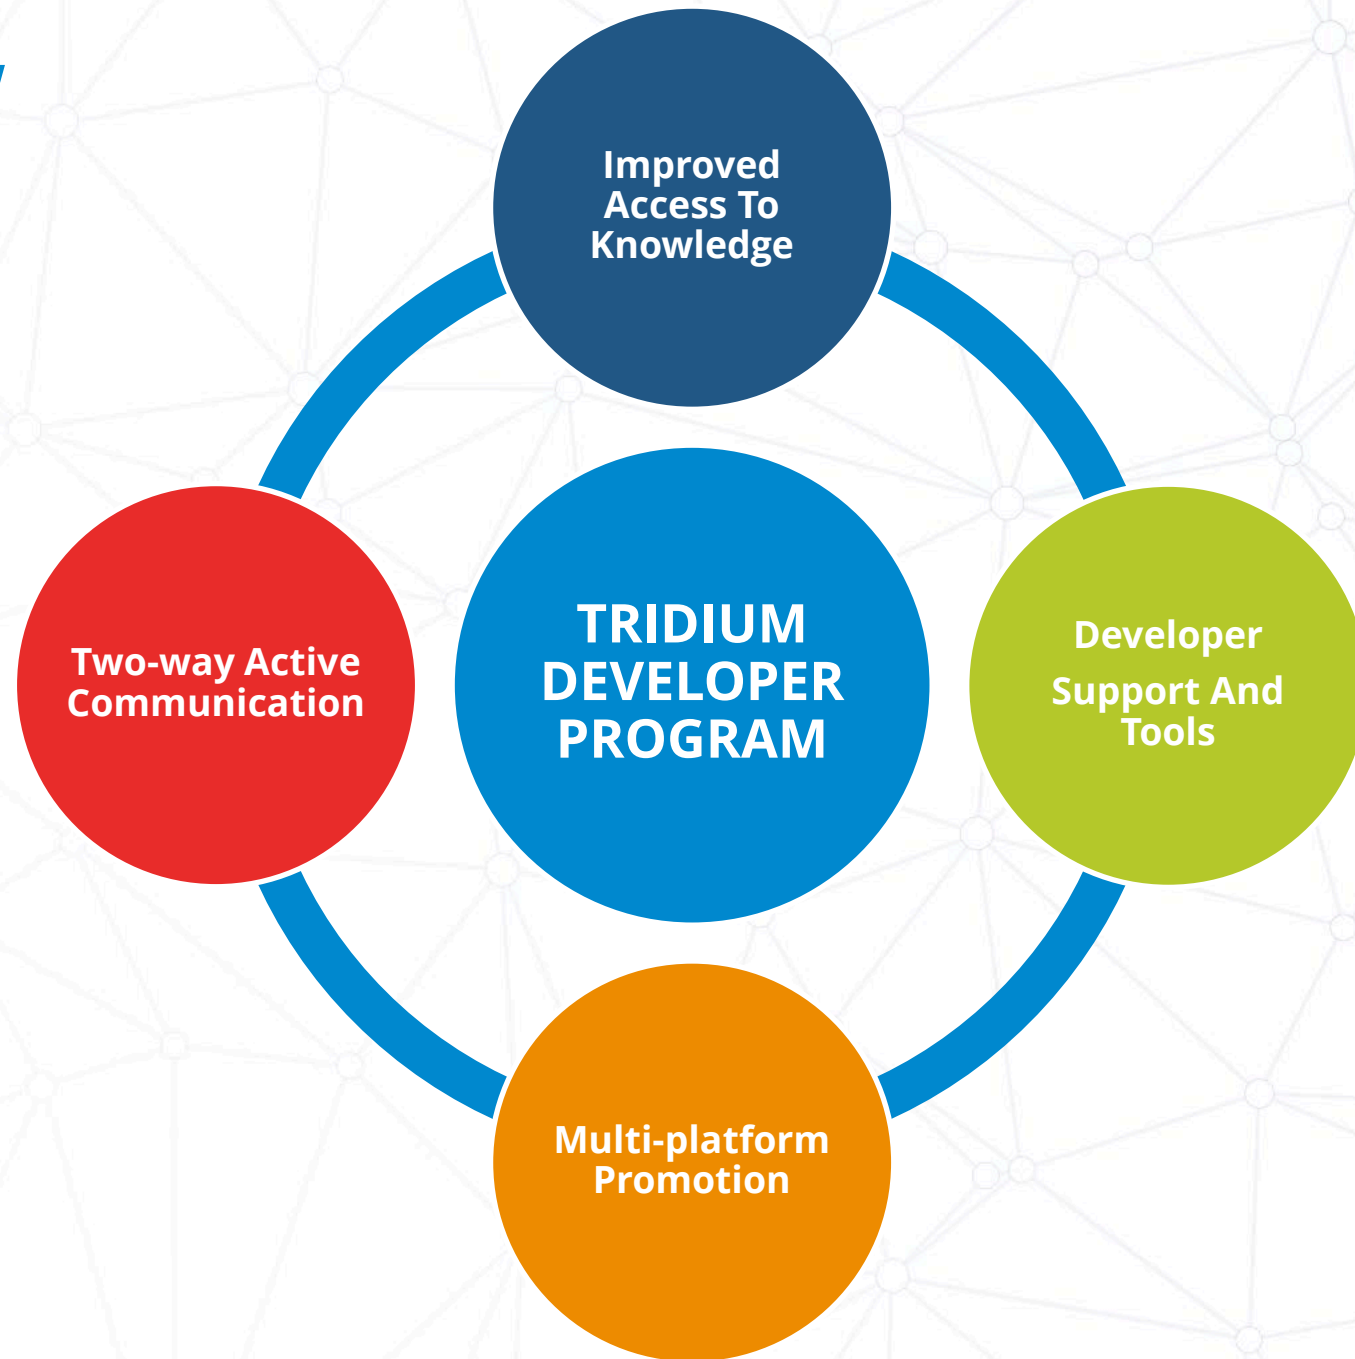 Improved
Access To
Knowledge
TRIDIUM
DEVELOPER
PROGRAM
Two-way Active
Communication
Developer
Support And
Tools
Multi-platform
Promotion